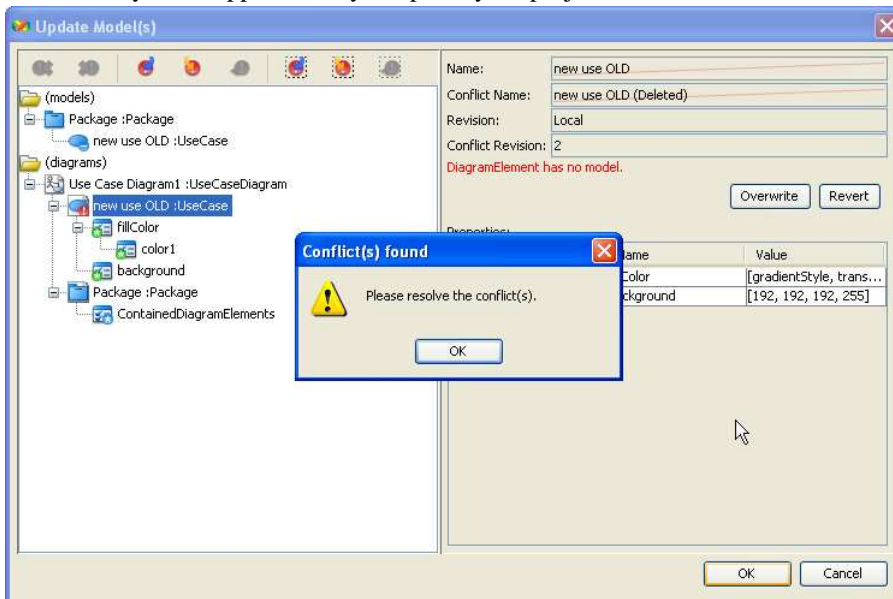 Update Model(s)
Name: new use OLD
(models)
Conflict Name: new use OLD (Deleted)
Package :Package
Revision: Local
new use OLD :UseCase
Conflict Revision: 2
(diagrams)
DiagramElement has no model.
Use Case Diagram1 :UseCaseDiagram
Overwrite Revert
new use OLD :UseCase
fillColor
Conflict(s) found
color1
Value
background
[gradientStyle, trans...
Please resolve the conflict(s).
[192, 192, 192, 255]
Package :Package
ContainedDiagramElements
OK
OK Cancel